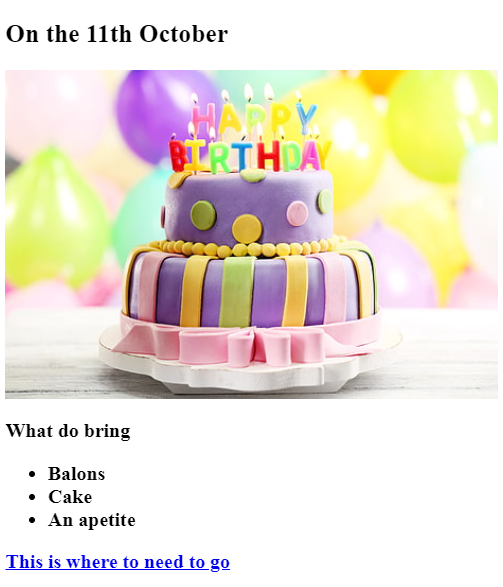 On the 11th October
HAPPY
BIRTHDAY
What do bring
Balons
Cake
An apetite
This is where to need to go